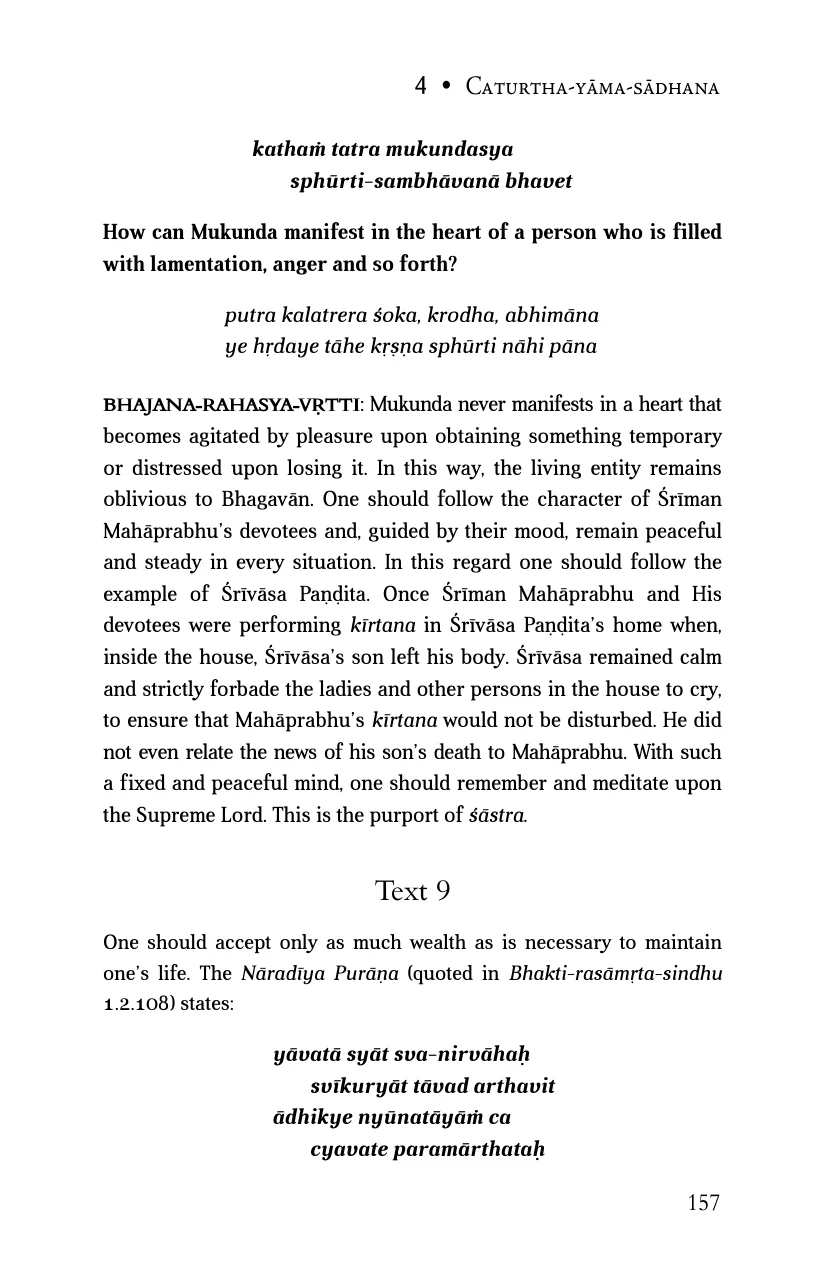 4 • Caturtha-yāma-sādhana
kathaṁ tatra mukundasya
sphūrti-sambhāvanā bhavet
How can Mukunda manifest in the heart of a person who is filled
with lamentation, anger and so forth?
putra kalatrera śoka, krodha, abhimāna
ye hṛdaye tāhe kṛṣṇa sphūrti nāhi pāna
BHAJANA-RAHASYA-VṚTTI: Mukunda never manifests in a heart that
becomes agitated by pleasure upon obtaining something temporary
or distressed upon losing it. In this way, the living entity remains
oblivious to Bhagavān. One should follow the character of Śrīman
Mahāprabhu’s devotees and, guided by their mood, remain peaceful
and steady in every situation. In this regard one should follow the
example of Śrīvāsa Paṇḍita. Once Śrīman Mahāprabhu and His
devotees were performing kīrtana in Śrīvāsa Paṇḍita’s home when,
inside the house, Śrīvāsa’s son left his body. Śrīvāsa remained calm
and strictly forbade the ladies and other persons in the house to cry,
to ensure that Mahāprabhu’s kīrtana would not be disturbed. He did
not even relate the news of his son’s death to Mahāprabhu. With such
a fixed and peaceful mind, one should remember and meditate upon
the Supreme Lord. This is the purport of śāstra.
Text 9
One should accept only as much wealth as is necessary to maintain
one’s life. The Nāradīya Purāṇa (quoted in Bhakti-rasāmṛta-sindhu
1.2.108) states:
yāvatā syāt sva-nirvāhaḥ
svīkuryāt tāvad arthavit
ādhikye nyūnatāyāṁ ca
cyavate paramārthataḥ
157